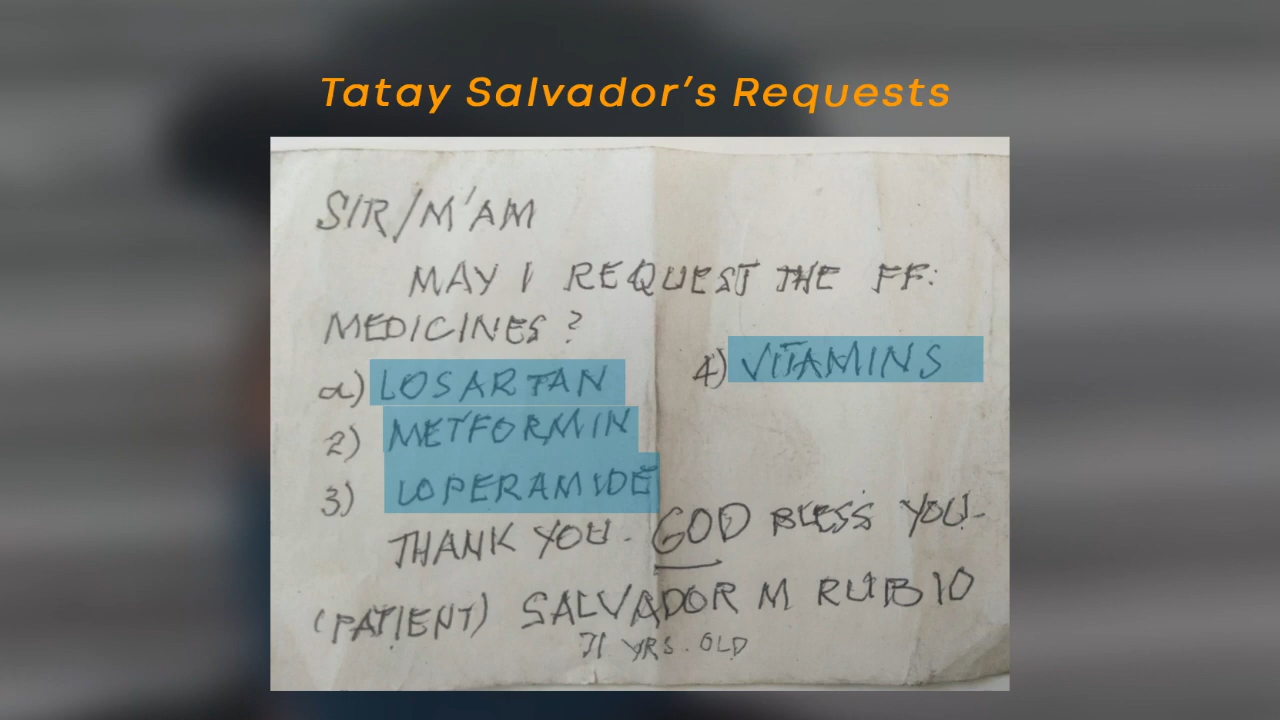 Tatay Salvador's Requests
SIR/M'AM
MAY I REQUEST THE FF:
MEDICINES?
a) LOSARTAN
2) METFORMIN
3) LOPERAMIDE
4) VITAMINS
THANK YOU. GOD BLESS YOU-
(PATIENT) SALVADOR M RUBIO
71 YRS. OLD